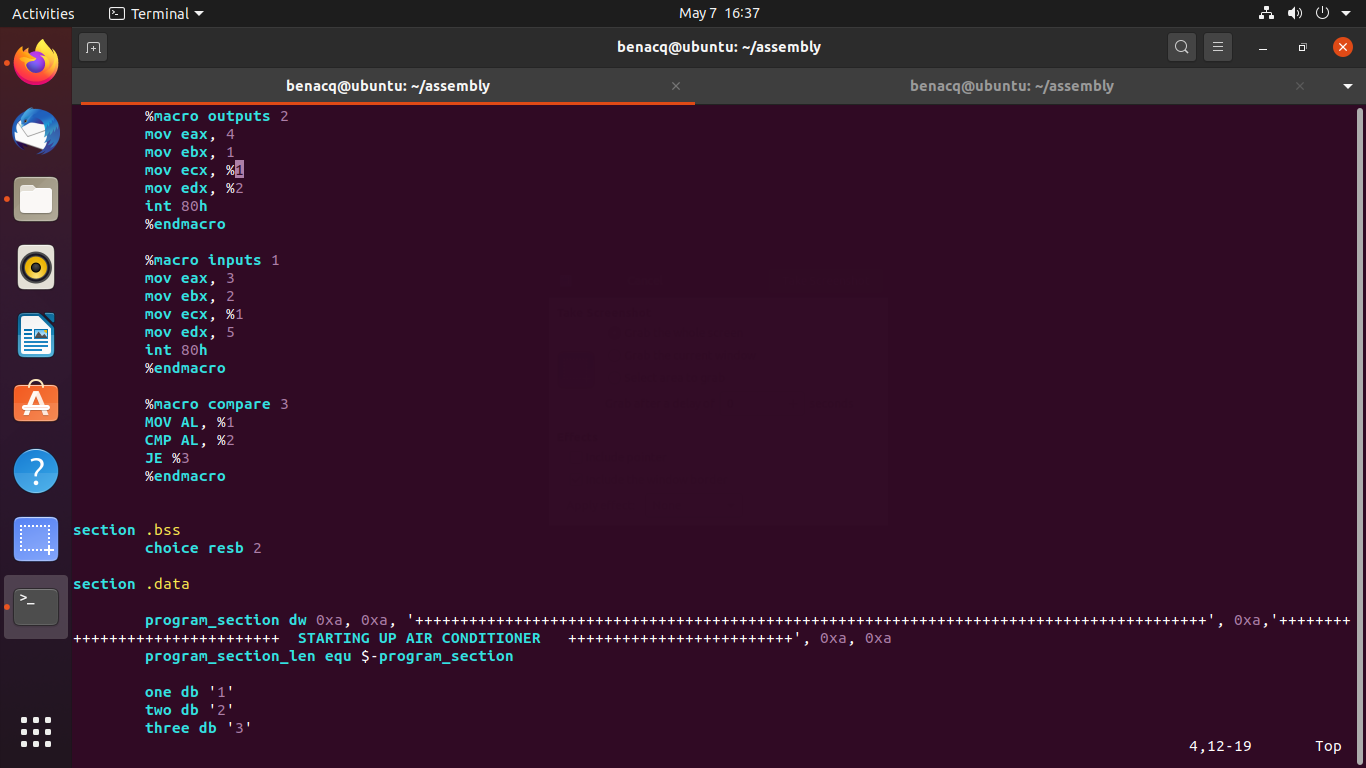 Activities
Terminal
May 7 16:37
benacq@ubuntu: ~/assembly
benacq@ubuntu: ~/assembly
benacq@ubuntu: ~/assembly
%macro outputs 2
mov eax, 4
mov ebx, 1
mov ecx, %1
mov edx, %2
int 80h
%endmacro
%macro inputs 1
mov eax, 3
mov ebx, 2
mov ecx, %1
mov edx, 5
int 80h
%endmacro
%macro compare 3
MOV AL, %1
CMP AL, %2
JE %3
%endmacro
section .bss
choice resb 2
section .data
program_section dw 0xa, 0xa, '++++++++++++++++++++++++++++++++++++++++++++++++++++++++++++++++++++++++++++++++++++++++', 0xa,'++++++++
+++++++++++++++++++++++  STARTING UP AIR CONDITIONER   +++++++++++++++++++++++++', 0xa, 0xa
program_section_len equ $-program_section
one db '1'
two db '2'
three db '3'
4,12-19 Top